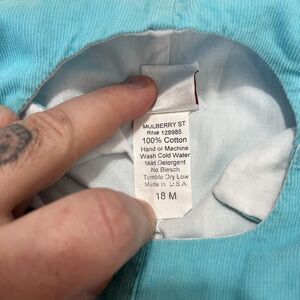 MULBERRY ST
RN# 128985
100% Cotton
Hand or Machine
Wash Cold Water
Mild Detergent
No Bleach
Tumble Dry Low
Made in U.S.A.
18 M